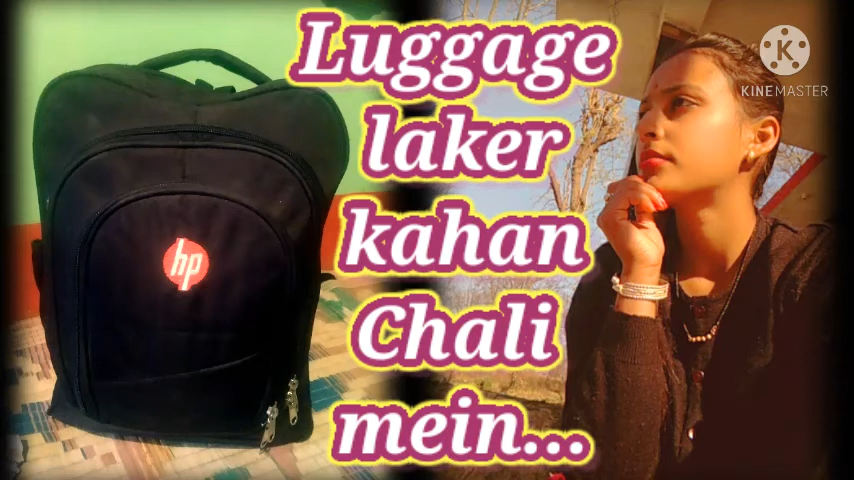 Luggage
laker
kahan
Chali
mein...
hp
K
KINEMASTER